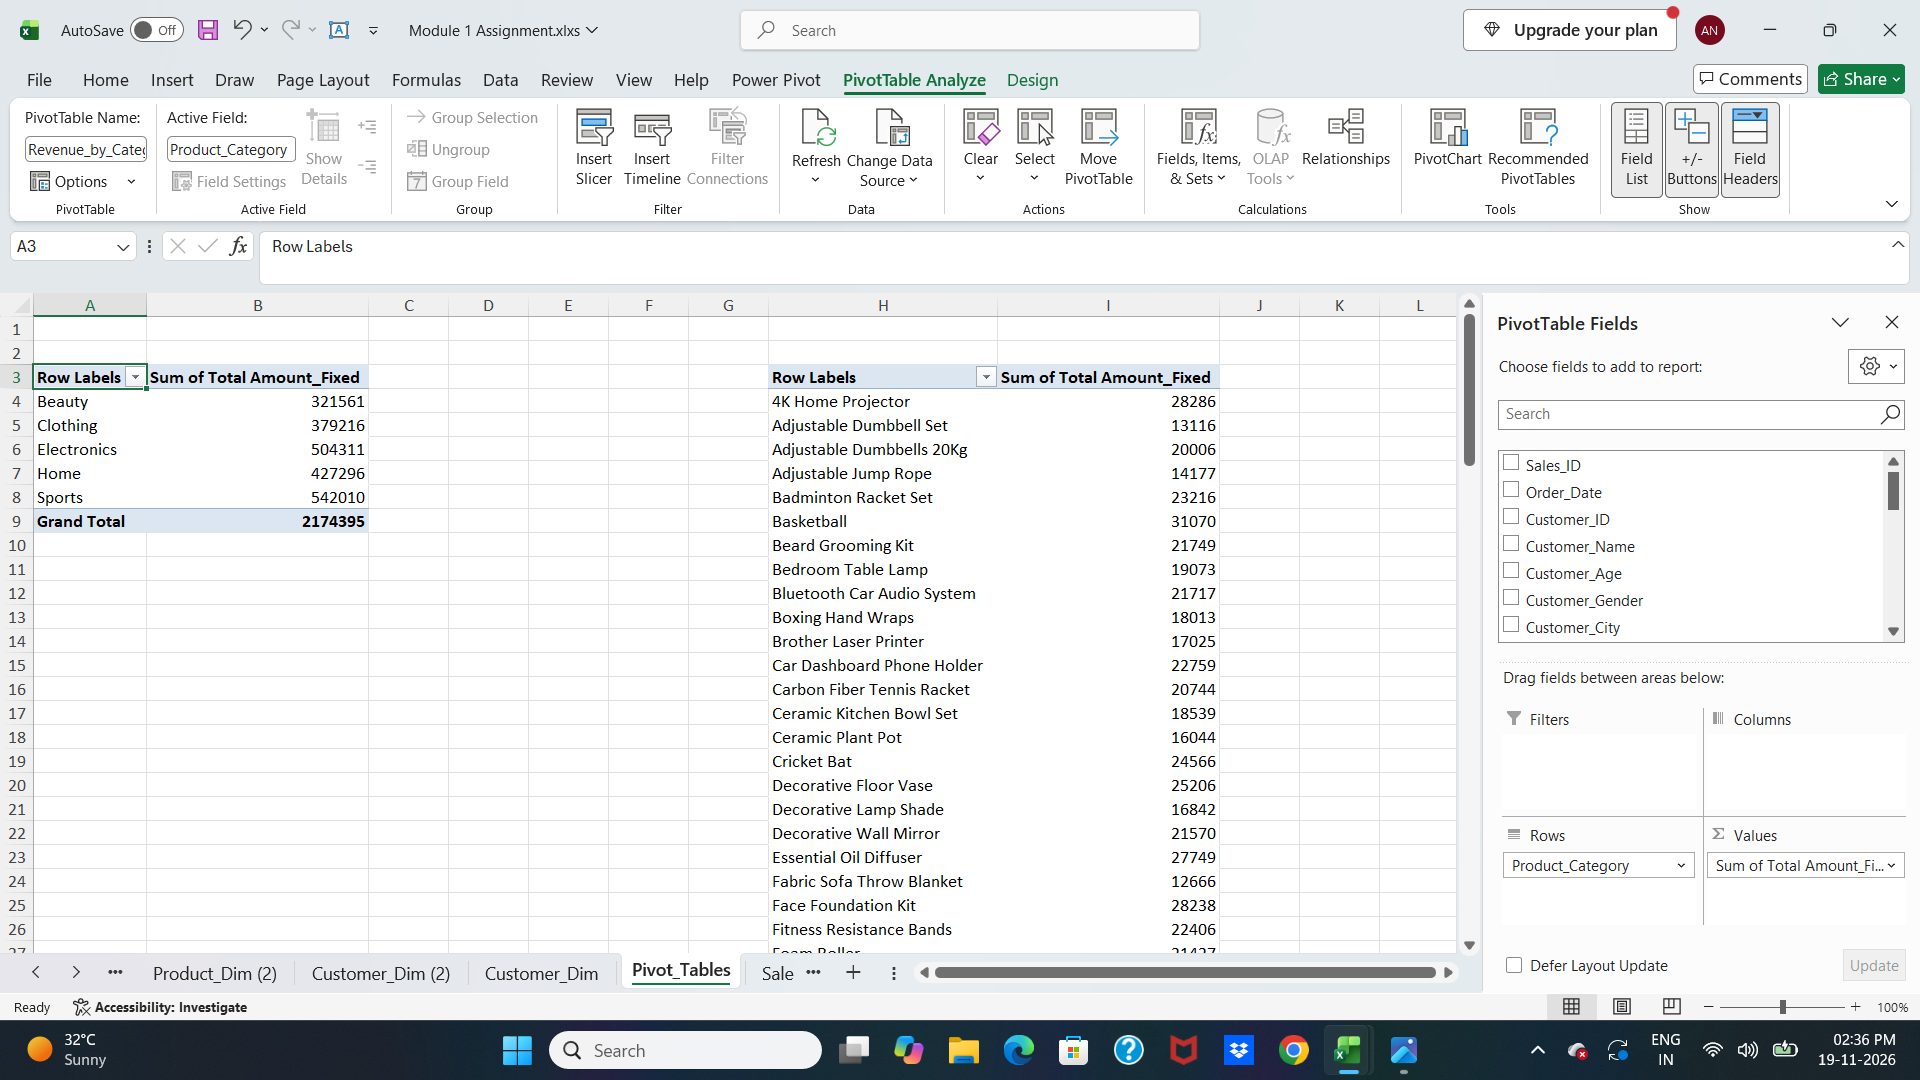 AutoSave Off Module 1 Assignment.xlxs Search Upgrade your plan AN
File Home Insert Draw Page Layout Formulas Data Review View Help Power Pivot PivotTable Analyze Design Comments Share
PivotTable Name:
Revenue_by_Categ
Options
PivotTable
Active Field:
Product_Category
Field Settings
Show Details
Active Field
Group Selection
Ungroup
Group Field
Group
Insert Slicer
Insert Timeline
Filter Connections
Filter
Refresh
Change Data Source
Data
Clear
Select
Move PivotTable
Actions
Fields, Items, & Sets
OLAP Tools
Relationships
Calculations
PivotChart
Recommended PivotTables
Tools
Field List
+/- Buttons
Field Headers
Show
A3 fx Row Labels
A B C D E F G H I J K L
1
2
3 Row Labels Sum of Total Amount_Fixed Row Labels Sum of Total Amount_Fixed
4 Beauty 321561 4K Home Projector 28286
5 Clothing 379216 Adjustable Dumbbell Set 13116
6 Electronics 504311 Adjustable Dumbbells 20Kg 20006
7 Home 427296 Adjustable Jump Rope 14177
8 Sports 542010 Badminton Racket Set 23216
9 Grand Total 2174395 Basketball 31070
10 Beard Grooming Kit 21749
11 Bedroom Table Lamp 19073
12 Bluetooth Car Audio System 21717
13 Boxing Hand Wraps 18013
14 Brother Laser Printer 17025
15 Car Dashboard Phone Holder 22759
16 Carbon Fiber Tennis Racket 20744
17 Ceramic Kitchen Bowl Set 18539
18 Ceramic Plant Pot 16044
19 Cricket Bat 24566
20 Decorative Floor Vase 25206
21 Decorative Lamp Shade 16842
22 Decorative Wall Mirror 21570
23 Essential Oil Diffuser 27749
24 Fabric Sofa Throw Blanket 12666
25 Face Foundation Kit 28238
26 Fitness Resistance Bands 22406
27 Foam Roller 21427
PivotTable Fields
Choose fields to add to report:
Search
Sales_ID
Order_Date
Customer_ID
Customer_Name
Customer_Age
Customer_Gender
Customer_City
Drag fields between areas below:
Filters Columns
Rows Σ Values
Product_Category Sum of Total Amount_Fi...
Defer Layout Update Update
Product_Dim (2) Customer_Dim (2) Customer_Dim Pivot_Tables Sale
Ready Accessibility: Investigate 100%
32°C
Sunny
Search
ENG
IN
02:36 PM
19-11-2026